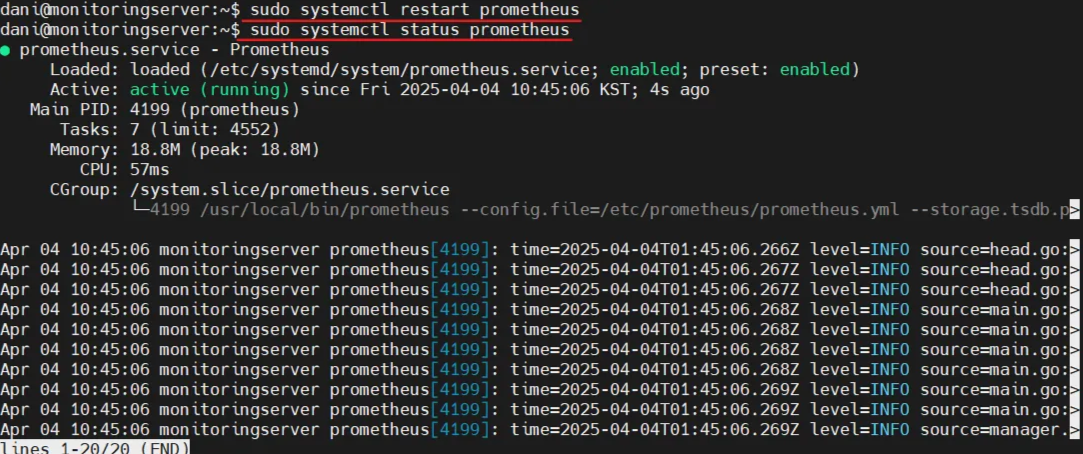 dani@monitoringserver:~$ sudo systemctl restart prometheus
dani@monitoringserver:~$ sudo systemctl status prometheus
● prometheus.service - Prometheus
     Loaded: loaded (/etc/systemd/system/prometheus.service; enabled; preset: enabled)
     Active: active (running) since Fri 2025-04-04 10:45:06 KST; 4s ago
   Main PID: 4199 (prometheus)
      Tasks: 7 (limit: 4552)
     Memory: 18.8M (peak: 18.8M)
        CPU: 57ms
     CGroup: /system.slice/prometheus.service
             └─4199 /usr/local/bin/prometheus --config.file=/etc/prometheus/prometheus.yml --storage.tsdb.p>
Apr 04 10:45:06 monitoringserver prometheus[4199]: time=2025-04-04T01:45:06.266Z level=INFO source=head.go:>
Apr 04 10:45:06 monitoringserver prometheus[4199]: time=2025-04-04T01:45:06.267Z level=INFO source=head.go:>
Apr 04 10:45:06 monitoringserver prometheus[4199]: time=2025-04-04T01:45:06.267Z level=INFO source=head.go:>
Apr 04 10:45:06 monitoringserver prometheus[4199]: time=2025-04-04T01:45:06.268Z level=INFO source=main.go:>
Apr 04 10:45:06 monitoringserver prometheus[4199]: time=2025-04-04T01:45:06.268Z level=INFO source=main.go:>
Apr 04 10:45:06 monitoringserver prometheus[4199]: time=2025-04-04T01:45:06.268Z level=INFO source=main.go:>
Apr 04 10:45:06 monitoringserver prometheus[4199]: time=2025-04-04T01:45:06.268Z level=INFO source=main.go:>
Apr 04 10:45:06 monitoringserver prometheus[4199]: time=2025-04-04T01:45:06.269Z level=INFO source=main.go:>
Apr 04 10:45:06 monitoringserver prometheus[4199]: time=2025-04-04T01:45:06.269Z level=INFO source=main.go:>
Apr 04 10:45:06 monitoringserver prometheus[4199]: time=2025-04-04T01:45:06.269Z level=INFO source=manager.>
lines 1-20/20 (END)